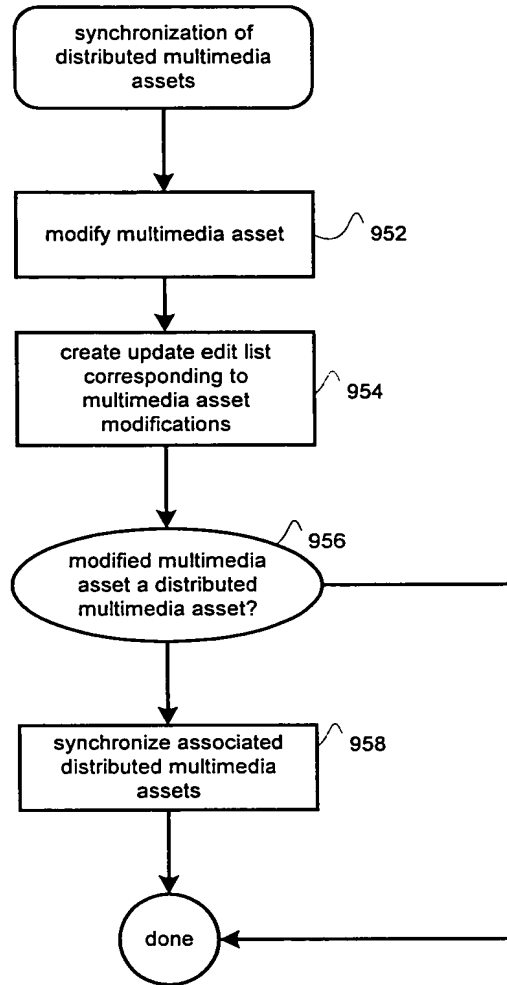 synchronization of
distributed multimedia
assets
modify multimedia asset
952
create update edit list
corresponding to
multimedia asset
modifications
954
956
modified multimedia
asset a distributed
multimedia asset?
synchronize associated
distributed multimedia
assets
958
done